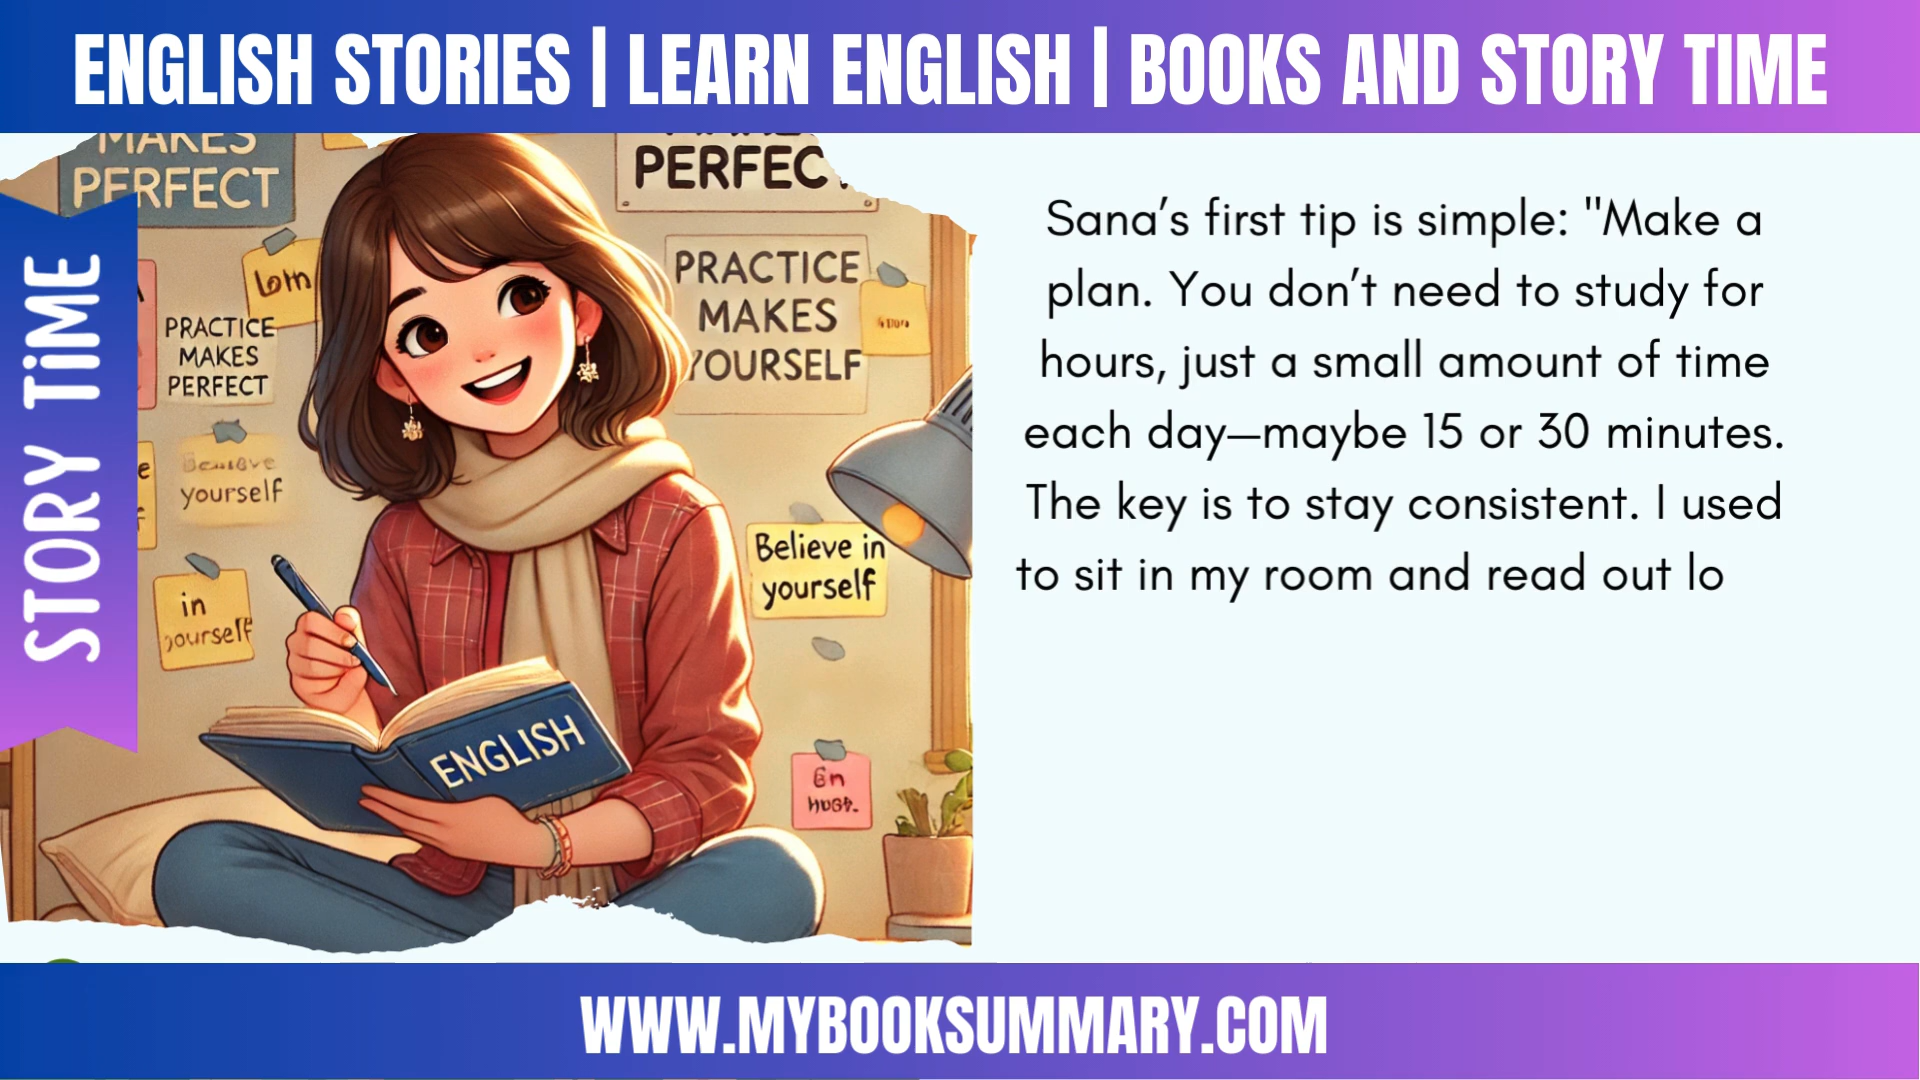 ENGLISH STORIES | LEARN ENGLISH | BOOKS AND STORY TIME
STORY TIME
MAKES
PERFECT
PERFEC
PRACTICE
MAKES
YOURSELF
PRACTICE
MAKES
PERFECT
yourself
in
yourself
Believe in
yourself
ENGLISH
Sana’s first tip is simple: "Make a
plan. You don’t need to study for
hours, just a small amount of time
each day—maybe 15 or 30 minutes.
The key is to stay consistent. I used
to sit in my room and read out lo
WWW.MYBOOKSUMMARY.COM